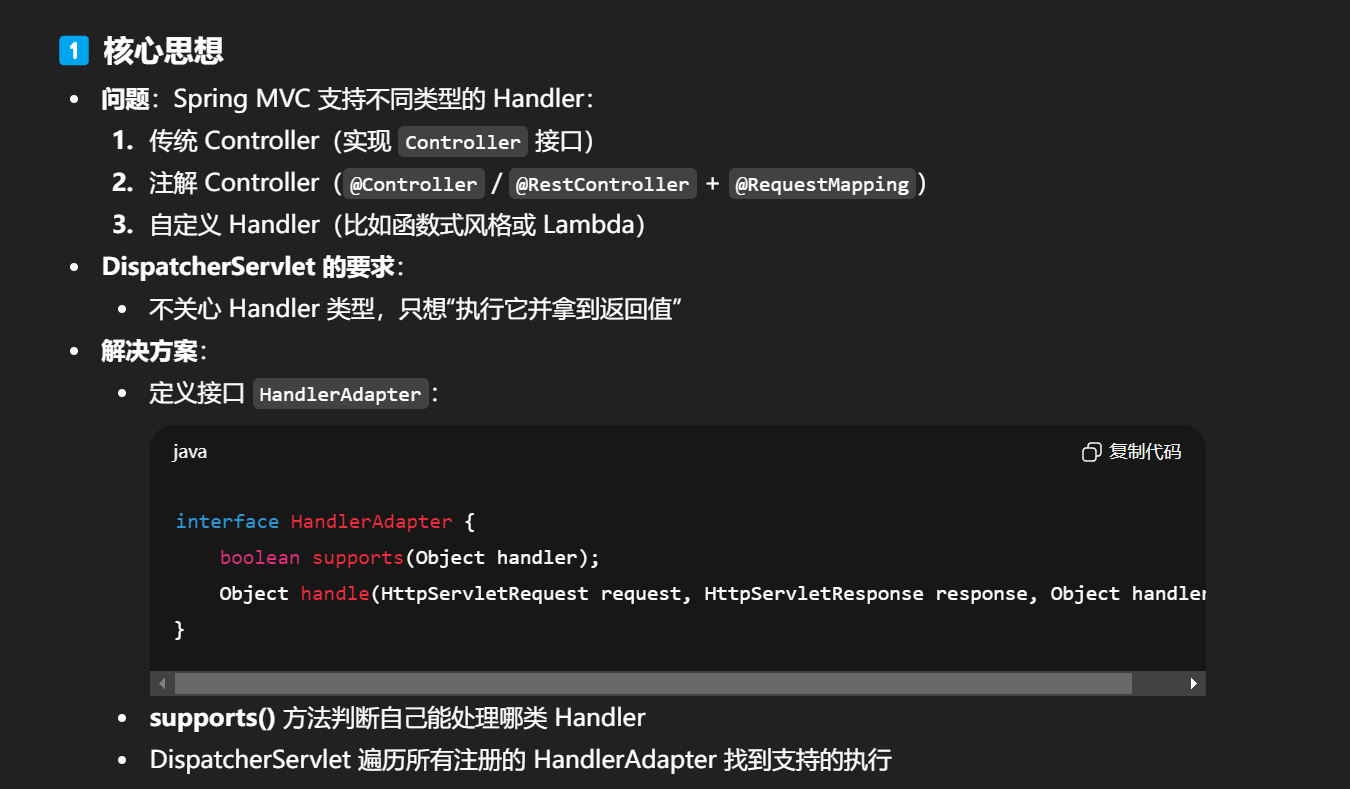 1 核心思想
• 问题：Spring MVC 支持不同类型的 Handler：
1. 传统 Controller（实现 Controller 接口）
2. 注解 Controller（@Controller / @RestController + @RequestMapping）
3. 自定义 Handler（比如函数式风格或 Lambda）
• DispatcherServlet 的要求：
• 不关心 Handler 类型，只想“执行它并拿到返回值”
• 解决方案：
• 定义接口 HandlerAdapter：
java 复制代码
interface HandlerAdapter {
boolean supports(Object handler);
Object handle(HttpServletRequest request, HttpServletResponse response, Object handler
}
• supports() 方法判断自己能处理哪类 Handler
• DispatcherServlet 遍历所有注册的 HandlerAdapter 找到支持的执行